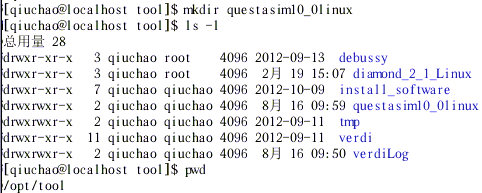 [qiuchao@localhost tool]$ mkdir questasim10_0linux
[qiuchao@localhost tool]$ ls -l
总用量 28
drwxr-xr-x 3 qiuchao root 4096 2012-09-13 debussy
drwxr-xr-x 3 qiuchao root 4096 2月 19 15:07 diamond_2_1_Linux
drwxr-xr-x 7 qiuchao qiuchao 4096 2012-10-09 install_software
drwxrwxr-x 2 qiuchao qiuchao 4096 8月 16 09:59 questasim10_0linux
drwxrwxr-x 2 qiuchao qiuchao 4096 2012-09-11 tmp
drwxr-xr-x 11 qiuchao qiuchao 4096 2012-09-11 verdi
drwxrwxr-x 2 qiuchao qiuchao 4096 8月 16 09:50 verdiLog
[qiuchao@localhost tool]$ pwd
/opt/tool